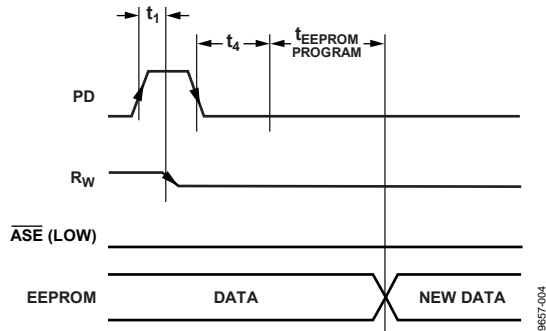 t1
t4
tEEPROM PROGRAM
PD
RW
ASE (LOW)
EEPROM
DATA
NEW DATA
9657-004